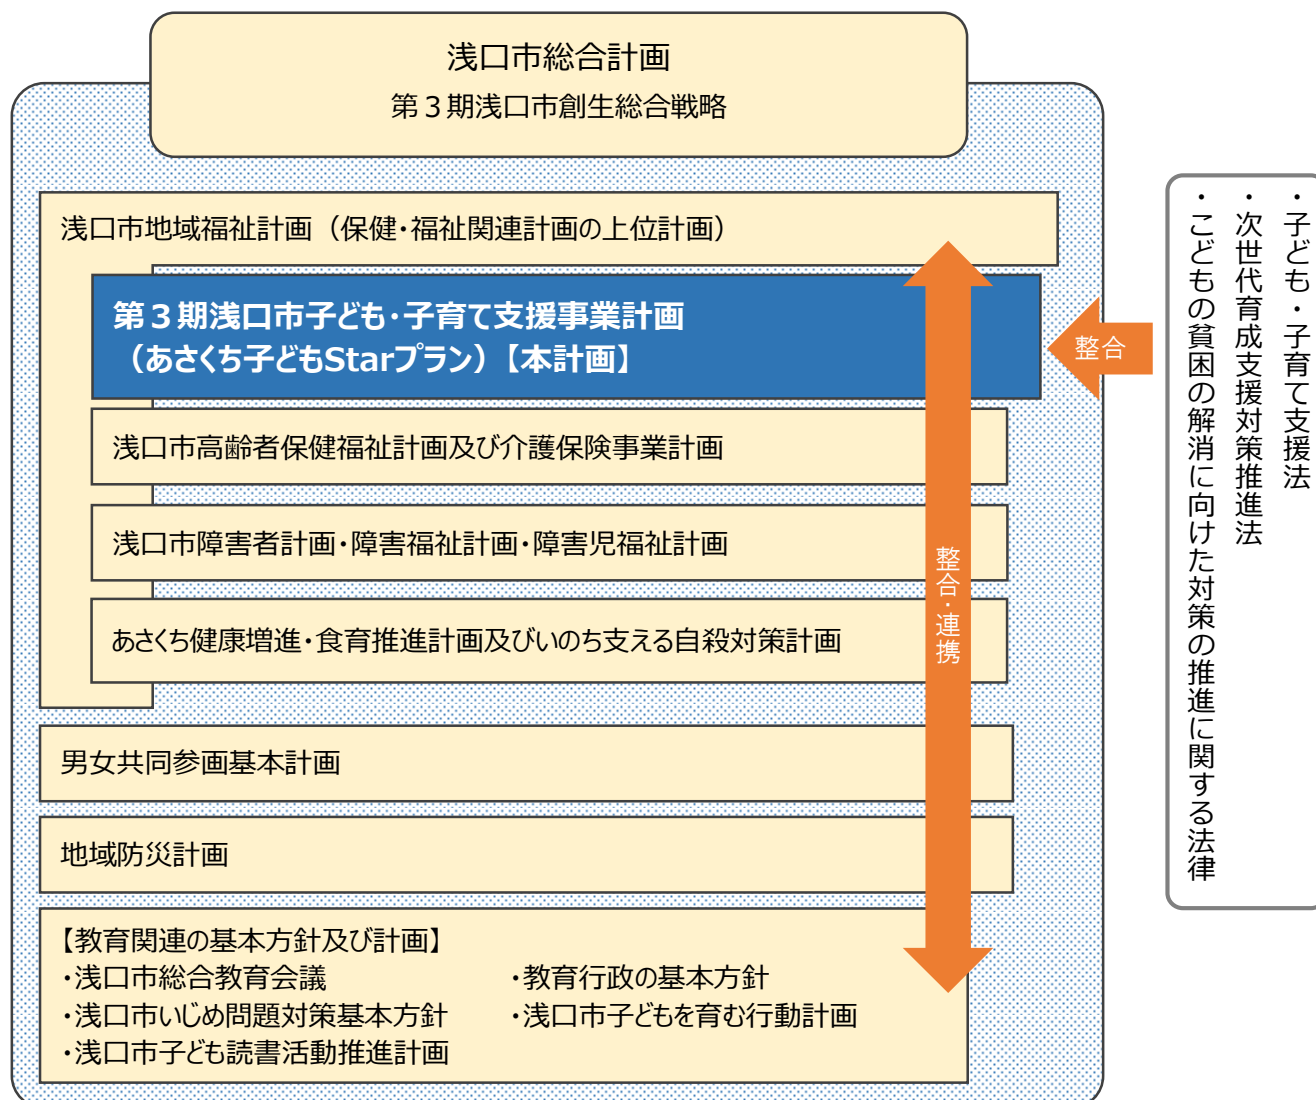 浅口市総合計画
第３期浅口市創生総合戦略
浅口市地域福祉計画（保健・福祉関連計画の上位計画）
第３期浅口市子ども・子育て支援事業計画
（あさくち子どもStarプラン）【本計画】
浅口市高齢者保健福祉計画及び介護保険事業計画
浅口市障害者計画・障害福祉計画・障害児福祉計画
あさくち健康増進・食育推進計画及びいのち支える自殺対策計画
男女共同参画基本計画
地域防災計画
【教育関連の基本方針及び計画】
・浅口市総合教育会議
・教育行政の基本方針
・浅口市いじめ問題対策基本方針
・浅口市子どもを育む行動計画
・浅口市子ども読書活動推進計画
整合・連携
整合
・子ども・子育て支援法
・次世代育成支援対策推進法
・こどもの貧困の解消に向けた対策の推進に関する法律